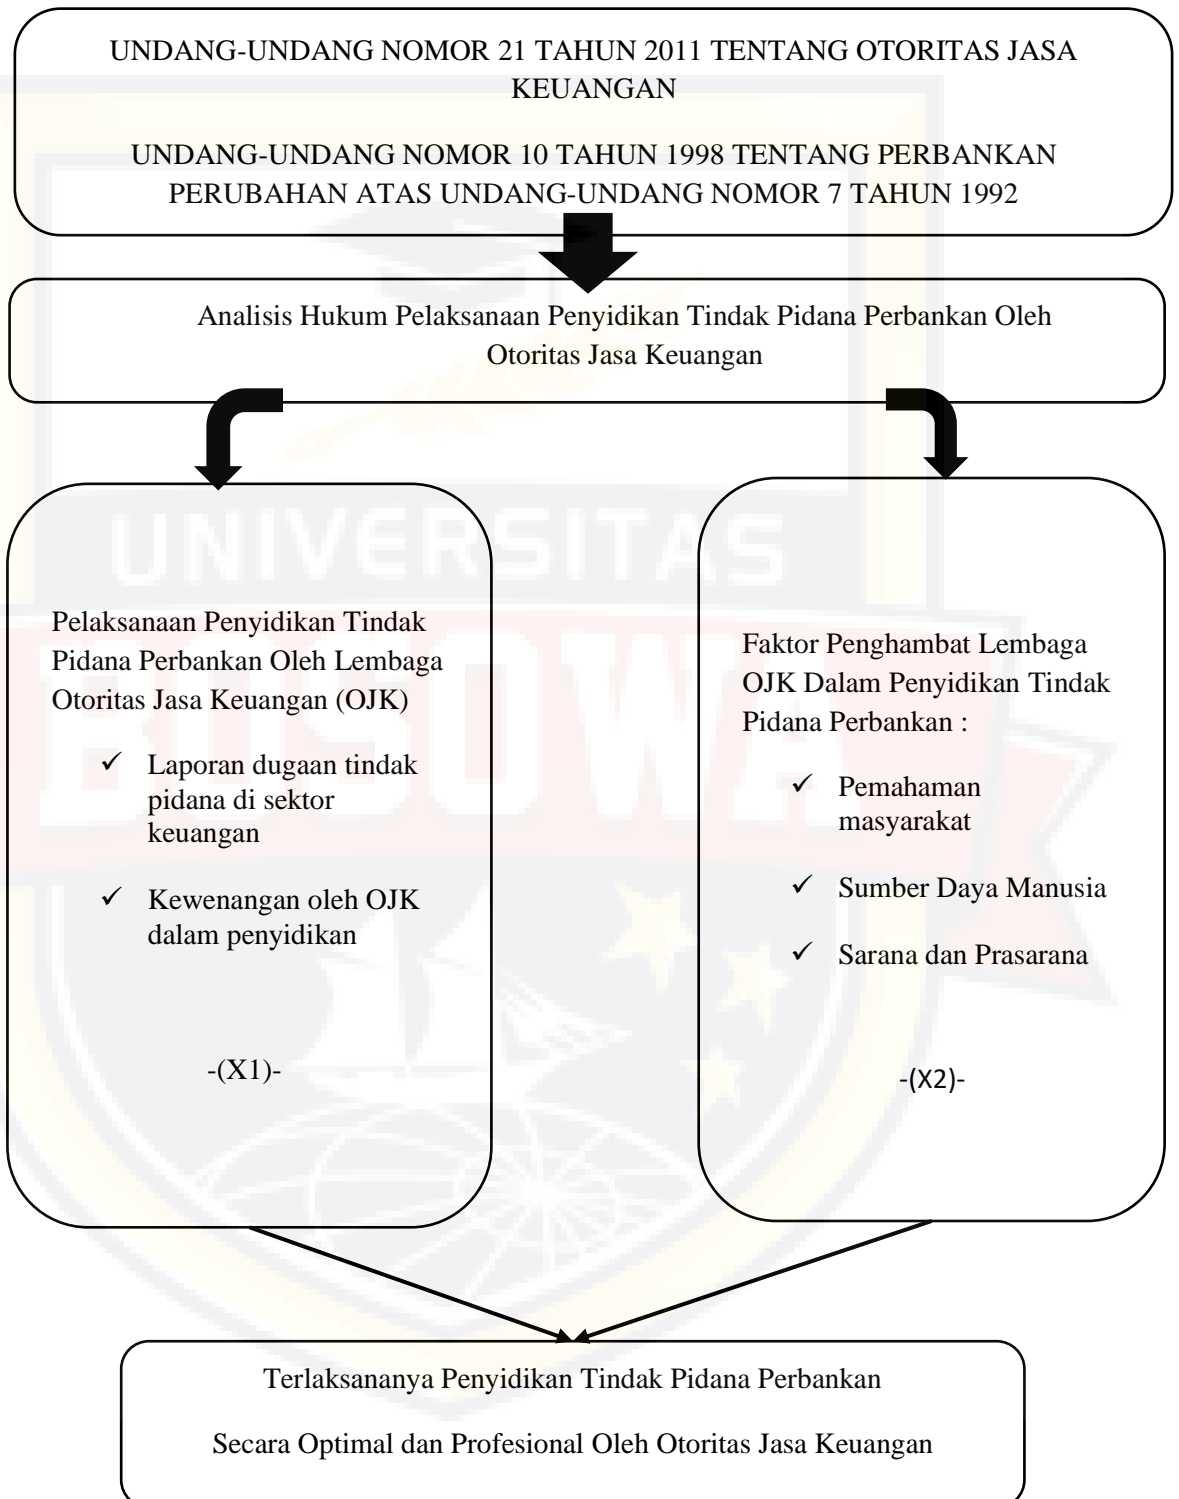 UNDANG-UNDANG NOMOR 21 TAHUN 2011 TENTANG OTORITAS JASA
KEUANGAN
UNDANG-UNDANG NOMOR 10 TAHUN 1998 TENTANG PERBANKAN
PERUBAHAN ATAS UNDANG-UNDANG NOMOR 7 TAHUN 1992
Analisis Hukum Pelaksanaan Penyidikan Tindak Pidana Perbankan Oleh
Otoritas Jasa Keuangan
UNIVERSITAS
BOSOWA
Pelaksanaan Penyidikan Tindak
Pidana Perbankan Oleh Lembaga
Otoritas Jasa Keuangan (OJK)
✓ Laporan dugaan tindak
pidana di sektor
keuangan
✓ Kewenangan oleh OJK
dalam penyidikan
-(X1)-
Faktor Penghambat Lembaga
OJK Dalam Penyidikan Tindak
Pidana Perbankan :
✓ Pemahaman
masyarakat
✓ Sumber Daya Manusia
✓ Sarana dan Prasarana
-(X2)-
Terlaksananya Penyidikan Tindak Pidana Perbankan
Secara Optimal dan Profesional Oleh Otoritas Jasa Keuangan